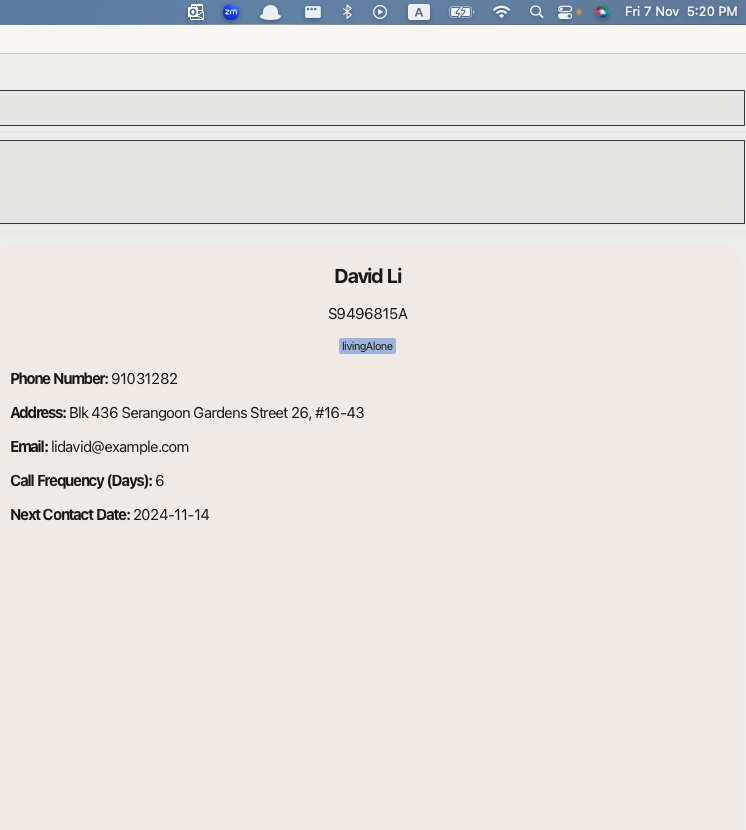 zm
A
Fri 7 Nov 5:20 PM
David Li
S9496815A
livingAlone
Phone Number: 91031282
Address: Blk 436 Serangoon Gardens Street 26, #16-43
Email: lidavid@example.com
Call Frequency (Days): 6
Next Contact Date: 2024-11-14